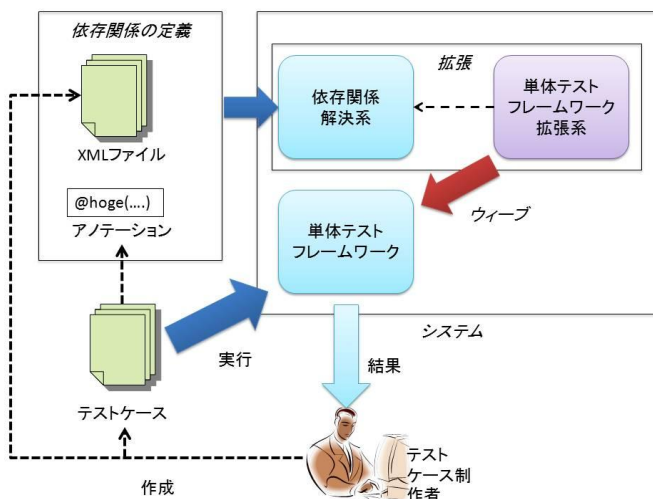 依存関係の定義
XMLファイル
@hoge(....)
アノテーション
拡張
依存関係
解決系
単体テスト
フレームワーク
拡張系
ウィーブ
単体テスト
フレームワーク
システム
実行
結果
テストケース
テスト
ケース制
作者
作成